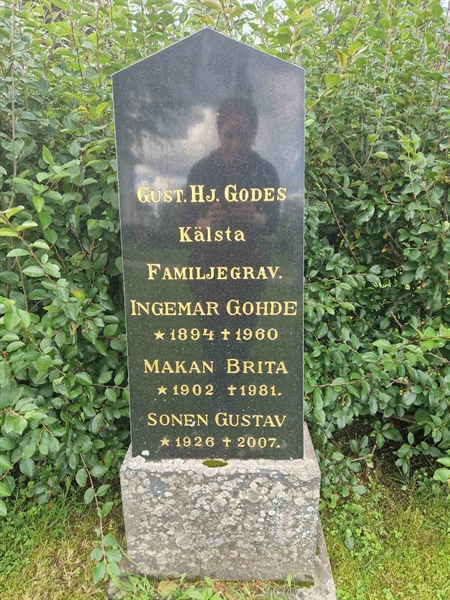 GUST. HJ. GODES
Kälsta
FAMILJEGRAV.
INGEMAR GOHDE
★ 1894 ✝ 1960
MAKAN BRITA
★ 1902 ✝ 1981.
SONEN GUSTAV
★ 1926 ✝ 2007.